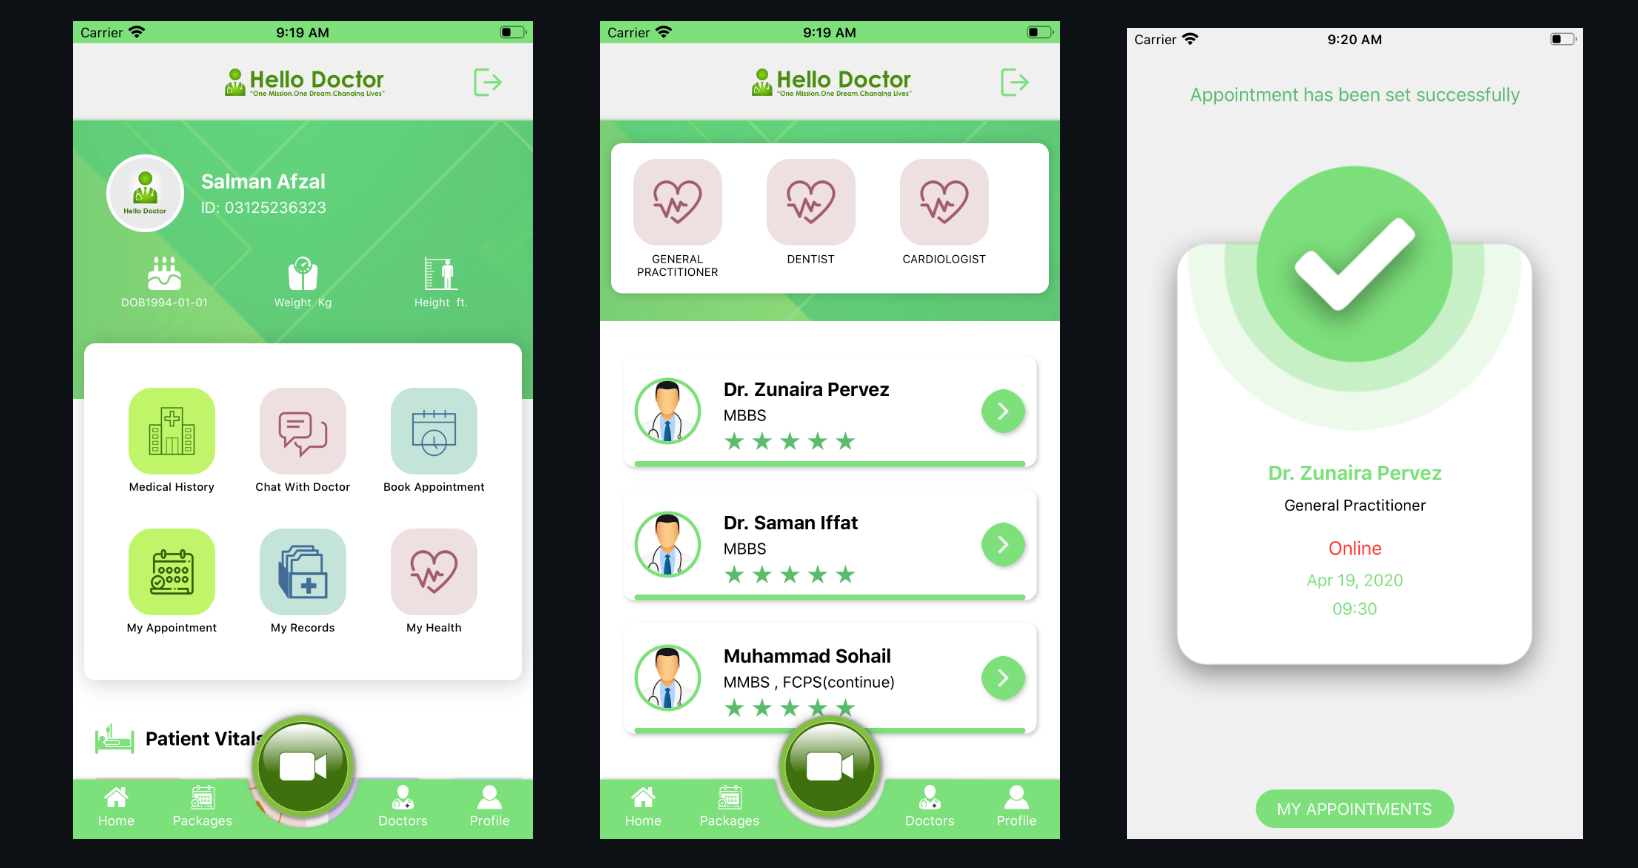 Carrier 9:19 AM
Hello Doctor
"One Mission,One Dream,Changing Lives"
Hello Doctor
Salman Afzal
ID: 03125236323
DOB1994-01-01 Weight Kg Height ft.
Medical History Chat With Doctor Book Appointment
My Appointment My Records My Health
Patient Vitals
Home Packages Doctors Profile
Carrier 9:19 AM
Hello Doctor
"One Mission,One Dream,Changing Lives"
GENERAL
PRACTITIONER
DENTIST
CARDIOLOGIST
Dr. Zunaira Pervez
MBBS
Dr. Saman Iffat
MBBS
Muhammad Sohail
MMBS , FCPS(continue)
Home Packages Doctors Profile
Carrier 9:20 AM
Appointment has been set successfully
Dr. Zunaira Pervez
General Practitioner
Online
Apr 19, 2020
09:30
MY APPOINTMENTS